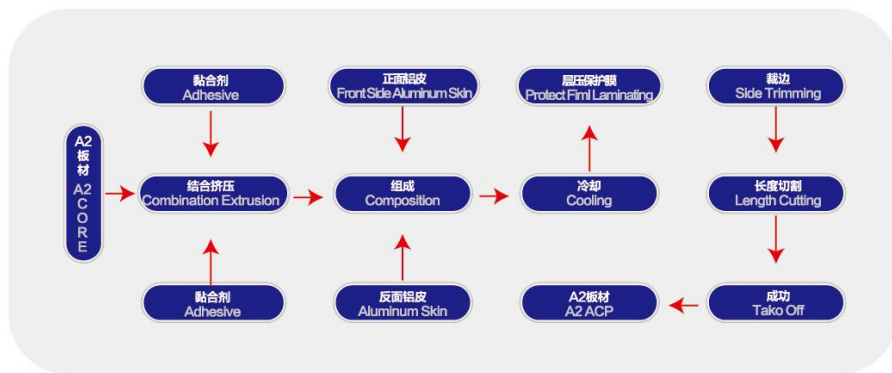 黏合剂
Adhesive
正面铝皮
Front Side Aluminum Skin
层压保护膜
Protect Fiml Laminating
裁边
Side Trimming
A2
板
材
A2
C
O
R
E
结合挤压
Combination Extrusion
组成
Composition
冷却
Cooling
长度切割
Length Cutting
黏合剂
Adhesive
反面铝皮
Aluminum Skin
A2板材
A2 ACP
成功
Tako Off